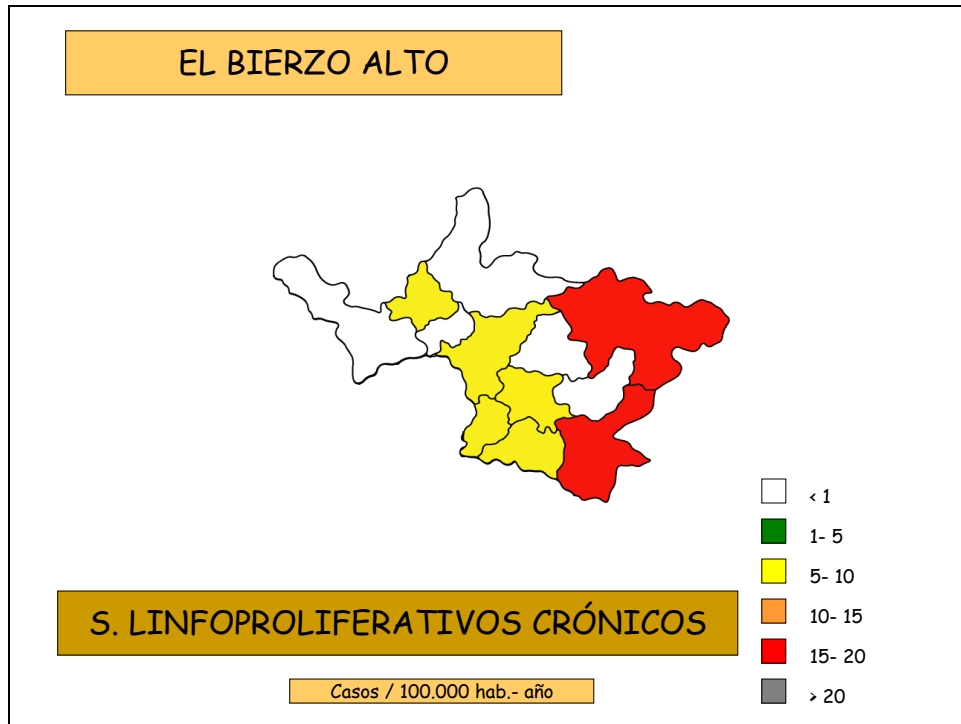 EL BIERZO ALTO
< 1
1- 5
5- 10
10- 15
15- 20
> 20
S. LINFOPROLIFERATIVOS CRÓNICOS
Casos / 100.000 hab.- año